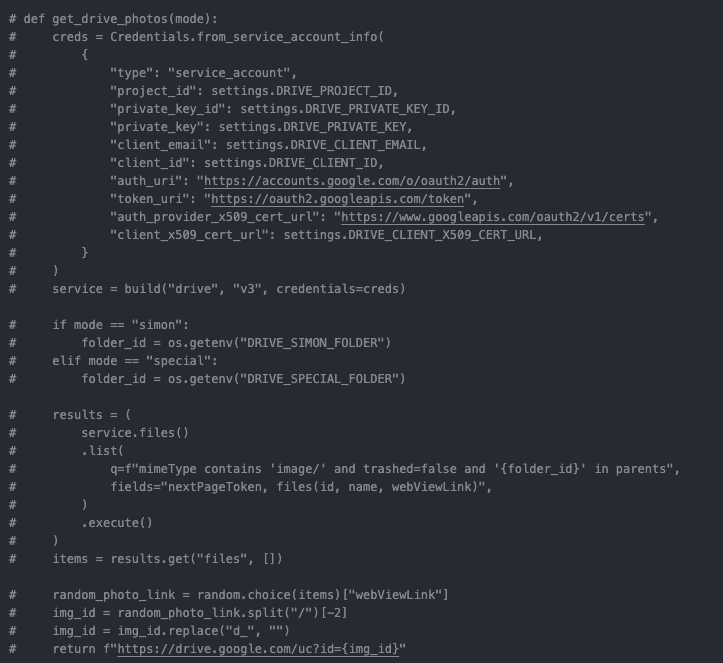 # def get_drive_photos(mode):
#     creds = Credentials.from_service_account_info(
#         {
#             "type": "service_account",
#             "project_id": settings.DRIVE_PROJECT_ID,
#             "private_key_id": settings.DRIVE_PRIVATE_KEY_ID,
#             "private_key": settings.DRIVE_PRIVATE_KEY,
#             "client_email": settings.DRIVE_CLIENT_EMAIL,
#             "client_id": settings.DRIVE_CLIENT_ID,
#             "auth_uri": "https://accounts.google.com/o/oauth2/auth",
#             "token_uri": "https://oauth2.googleapis.com/token",
#             "auth_provider_x509_cert_url": "https://www.googleapis.com/oauth2/v1/certs",
#             "client_x509_cert_url": settings.DRIVE_CLIENT_X509_CERT_URL,
#         }
#     )
#     service = build("drive", "v3", credentials=creds)

#     if mode == "simon":
#         folder_id = os.getenv("DRIVE_SIMON_FOLDER")
#     elif mode == "special":
#         folder_id = os.getenv("DRIVE_SPECIAL_FOLDER")

#     results = (
#         service.files()
#         .list(
#             q=f"mimeType contains 'image/' and trashed=false and '{folder_id}' in parents",
#             fields="nextPageToken, files(id, name, webViewLink)",
#         )
#         .execute()
#     )
#     items = results.get("files", [])

#     random_photo_link = random.choice(items)["webViewLink"]
#     img_id = random_photo_link.split("/")[-2]
#     img_id = img_id.replace("d_", "")
#     return f"https://drive.google.com/uc?id={img_id}"